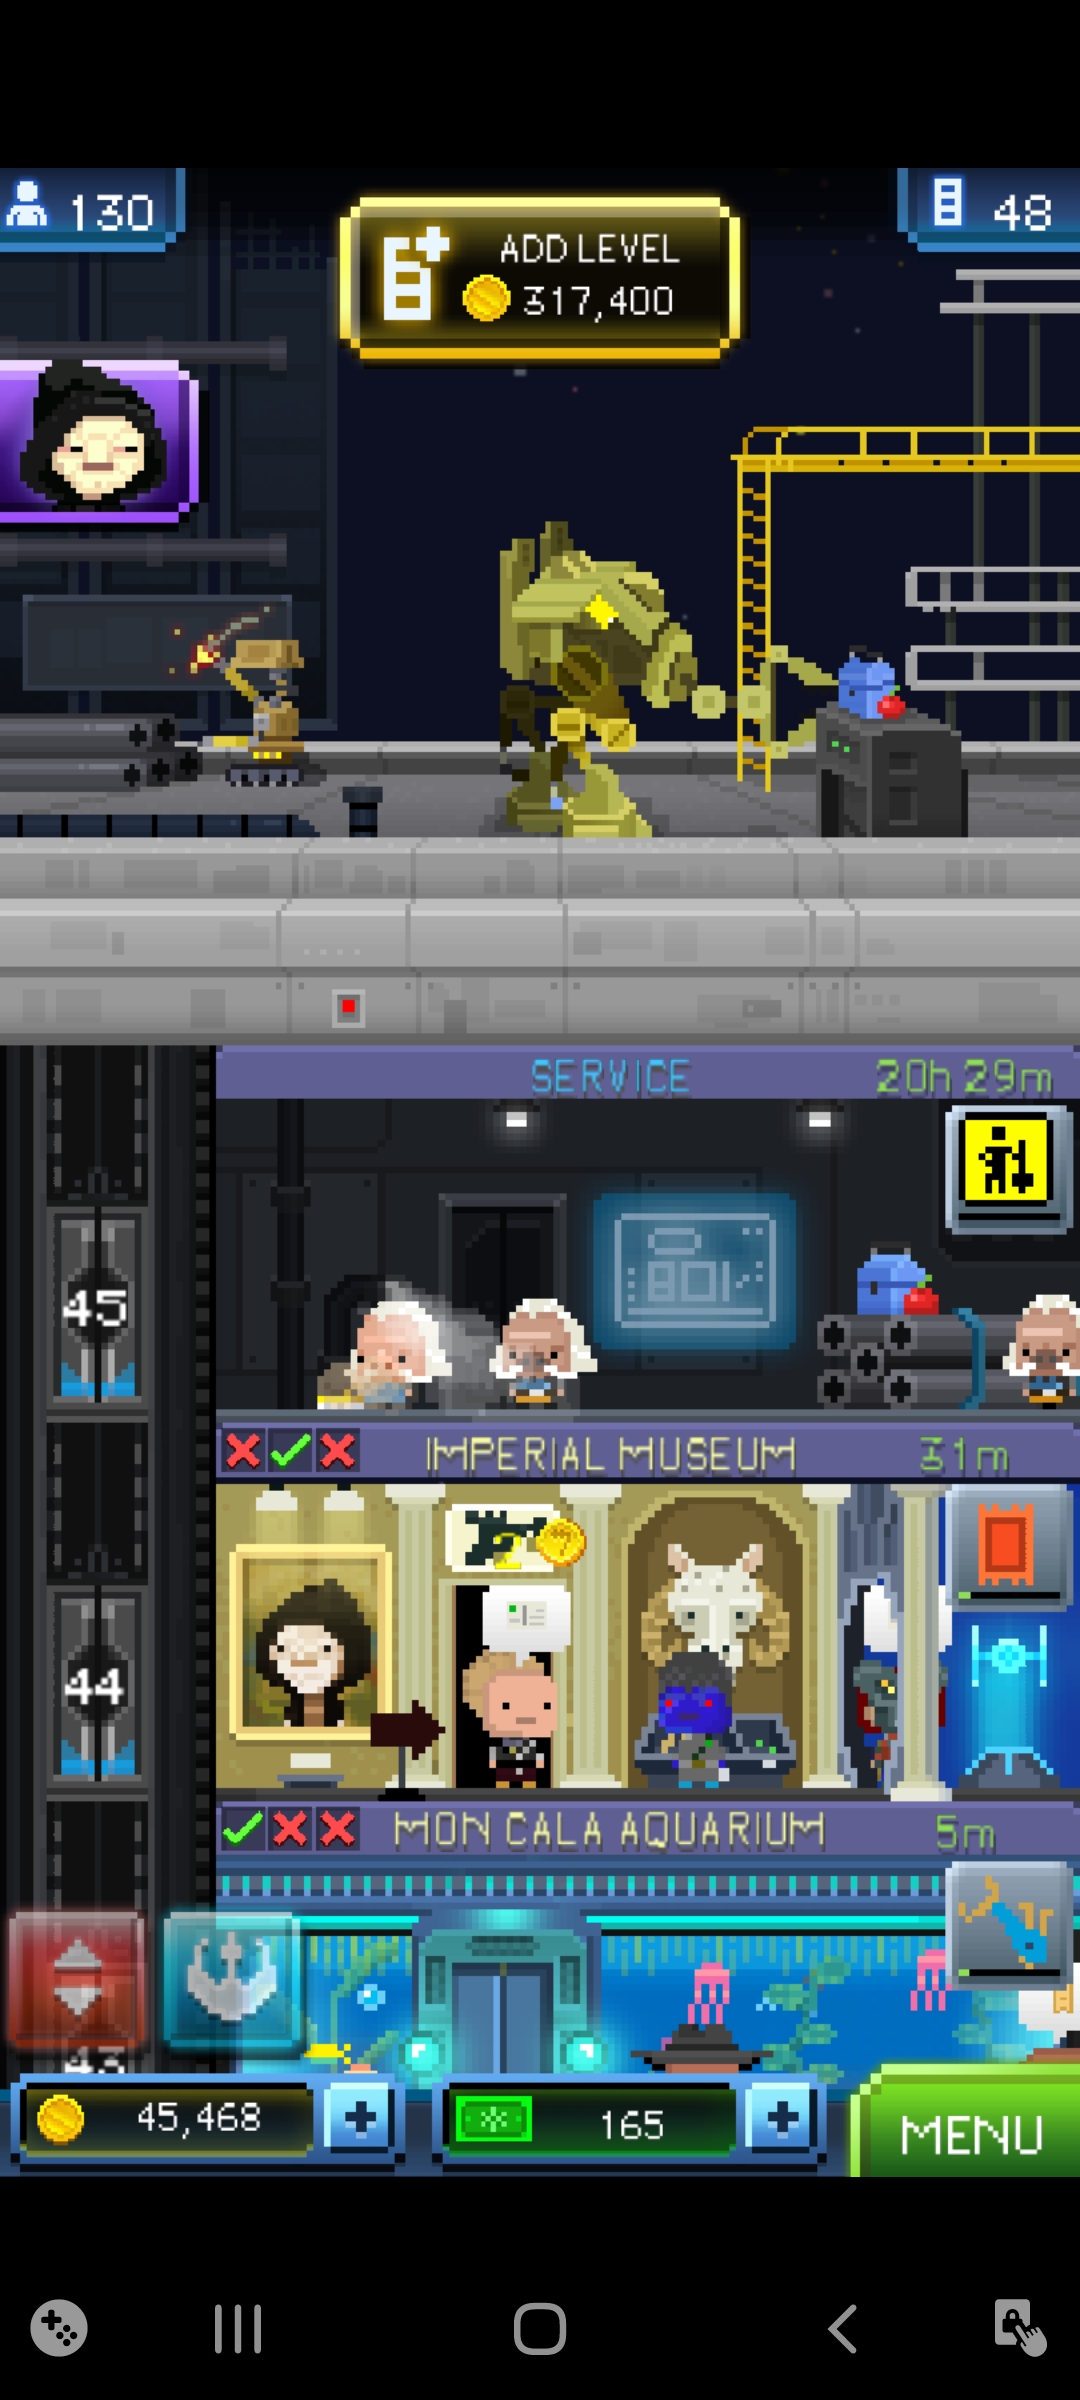 130
ADD LEVEL
317,400
48
SERVICE
20h 29m
45
IMPERIAL MUSEUM
31m
44
MON CALA AQUARIUM
5m
43
45,468
165
MENU